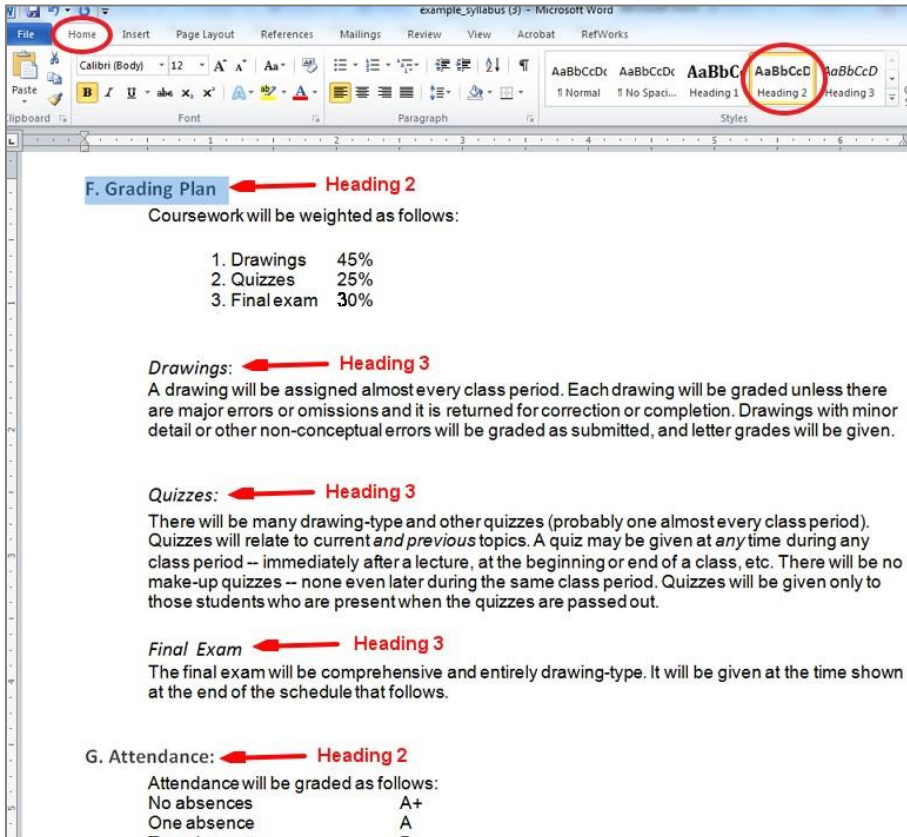 example_syllabus (3) - Microsoft Word
File Home Insert Page Layout References Mailings Review View Acrobat RefWorks
Calibri (Body) 12 A A Aa
AaBbCcDc AaBbCcDc AaBbC AaBbCcD AaBbCcD
Paste B I U abc x, x² A ab A
¶ Normal ¶ No Spaci... Heading 1 Heading 2 Heading 3
lipboard Font Paragraph Styles
1 2 3 4 5 6
F. Grading Plan Heading 2
Coursework will be weighted as follows:
1. Drawings 45%
2. Quizzes 25%
3. Final exam 30%
Drawings: Heading 3
A drawing will be assigned almost every class period. Each drawing will be graded unless there
are major errors or omissions and it is returned for correction or completion. Drawings with minor
detail or other non-conceptual errors will be graded as submitted, and letter grades will be given.
Quizzes: Heading 3
There will be many drawing-type and other quizzes (probably one almost every class period).
Quizzes will relate to current and previous topics. A quiz may be given at any time during any
class period -- immediately after a lecture, at the beginning or end of a class, etc. There will be no
make-up quizzes -- none even later during the same class period. Quizzes will be given only to
those students who are present when the quizzes are passed out.
Final Exam Heading 3
The final exam will be comprehensive and entirely drawing-type. It will be given at the time shown
at the end of the schedule that follows.
G. Attendance: Heading 2
Attendance will be graded as follows:
No absences A+
One absence A